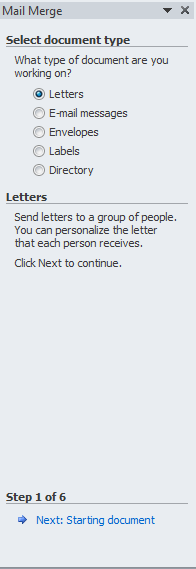 Mail Merge
Select document type
What type of document are you
working on?
Letters
E-mail messages
Envelopes
Labels
Directory
Letters
Send letters to a group of people.
You can personalize the letter
that each person receives.
Click Next to continue.
Step 1 of 6
Next: Starting document